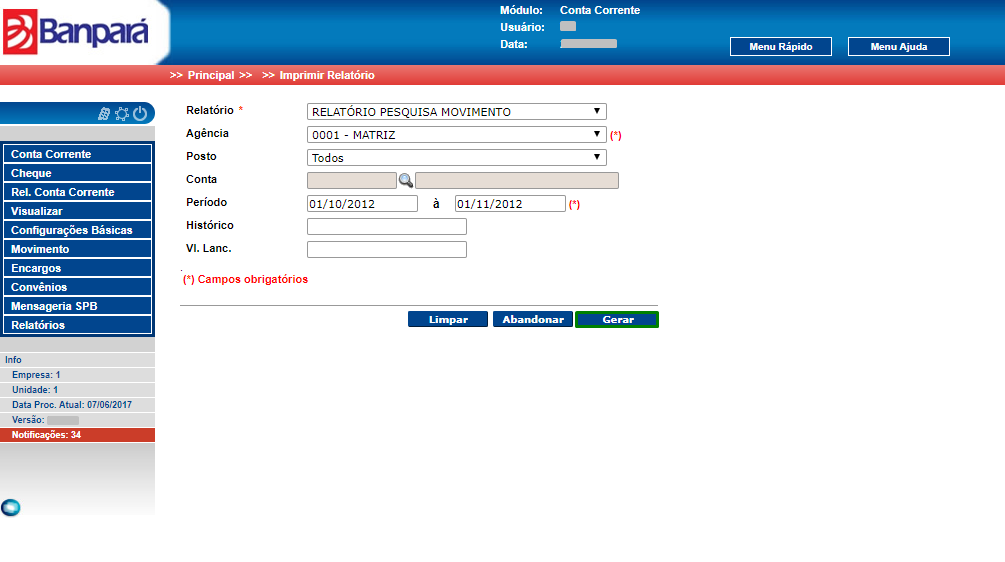 Banpará
Módulo: Conta Corrente
Usuário:
Data:
Menu Rápido
Menu Ajuda
>> Principal >> >> Imprimir Relatório
Conta Corrente
Cheque
Rel. Conta Corrente
Visualizar
Configurações Básicas
Movimento
Encargos
Convênios
Mensageria SPB
Relatórios
Info
Empresa: 1
Unidade: 1
Data Proc. Atual: 07/06/2017
Versão:
Notificações: 34
Relatório * RELATÓRIO PESQUISA MOVIMENTO
Agência 0001 - MATRIZ (*)
Posto Todos
Conta
Período 01/10/2012 à 01/11/2012 (*)
Histórico
Vl. Lanc.
(*) Campos obrigatórios
Limpar Abandonar Gerar